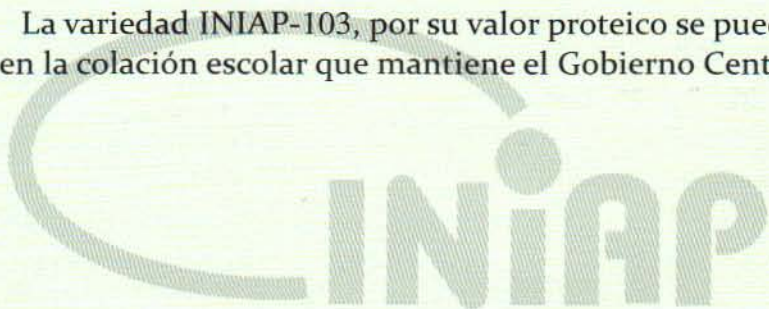 La variedad INIAP-103, por su valor proteico se pue
en la colación escolar que mantiene el Gobierno Cent
INiAP